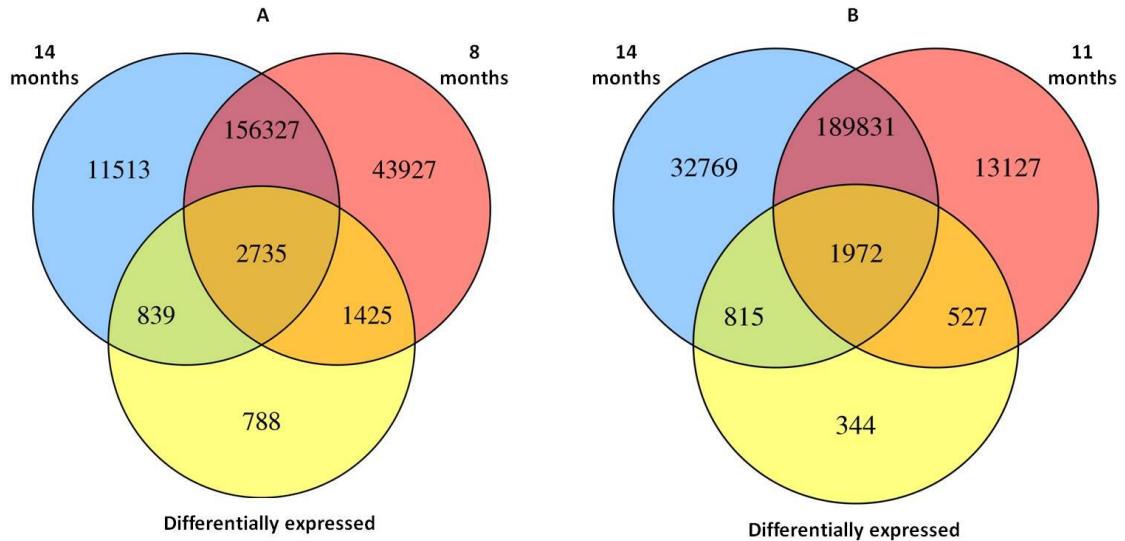 A
14
months
8
months
156327
11513
43927
2735
839
1425
788
Differentially expressed
B
14
months
11
months
189831
32769
13127
1972
815
527
344
Differentially expressed